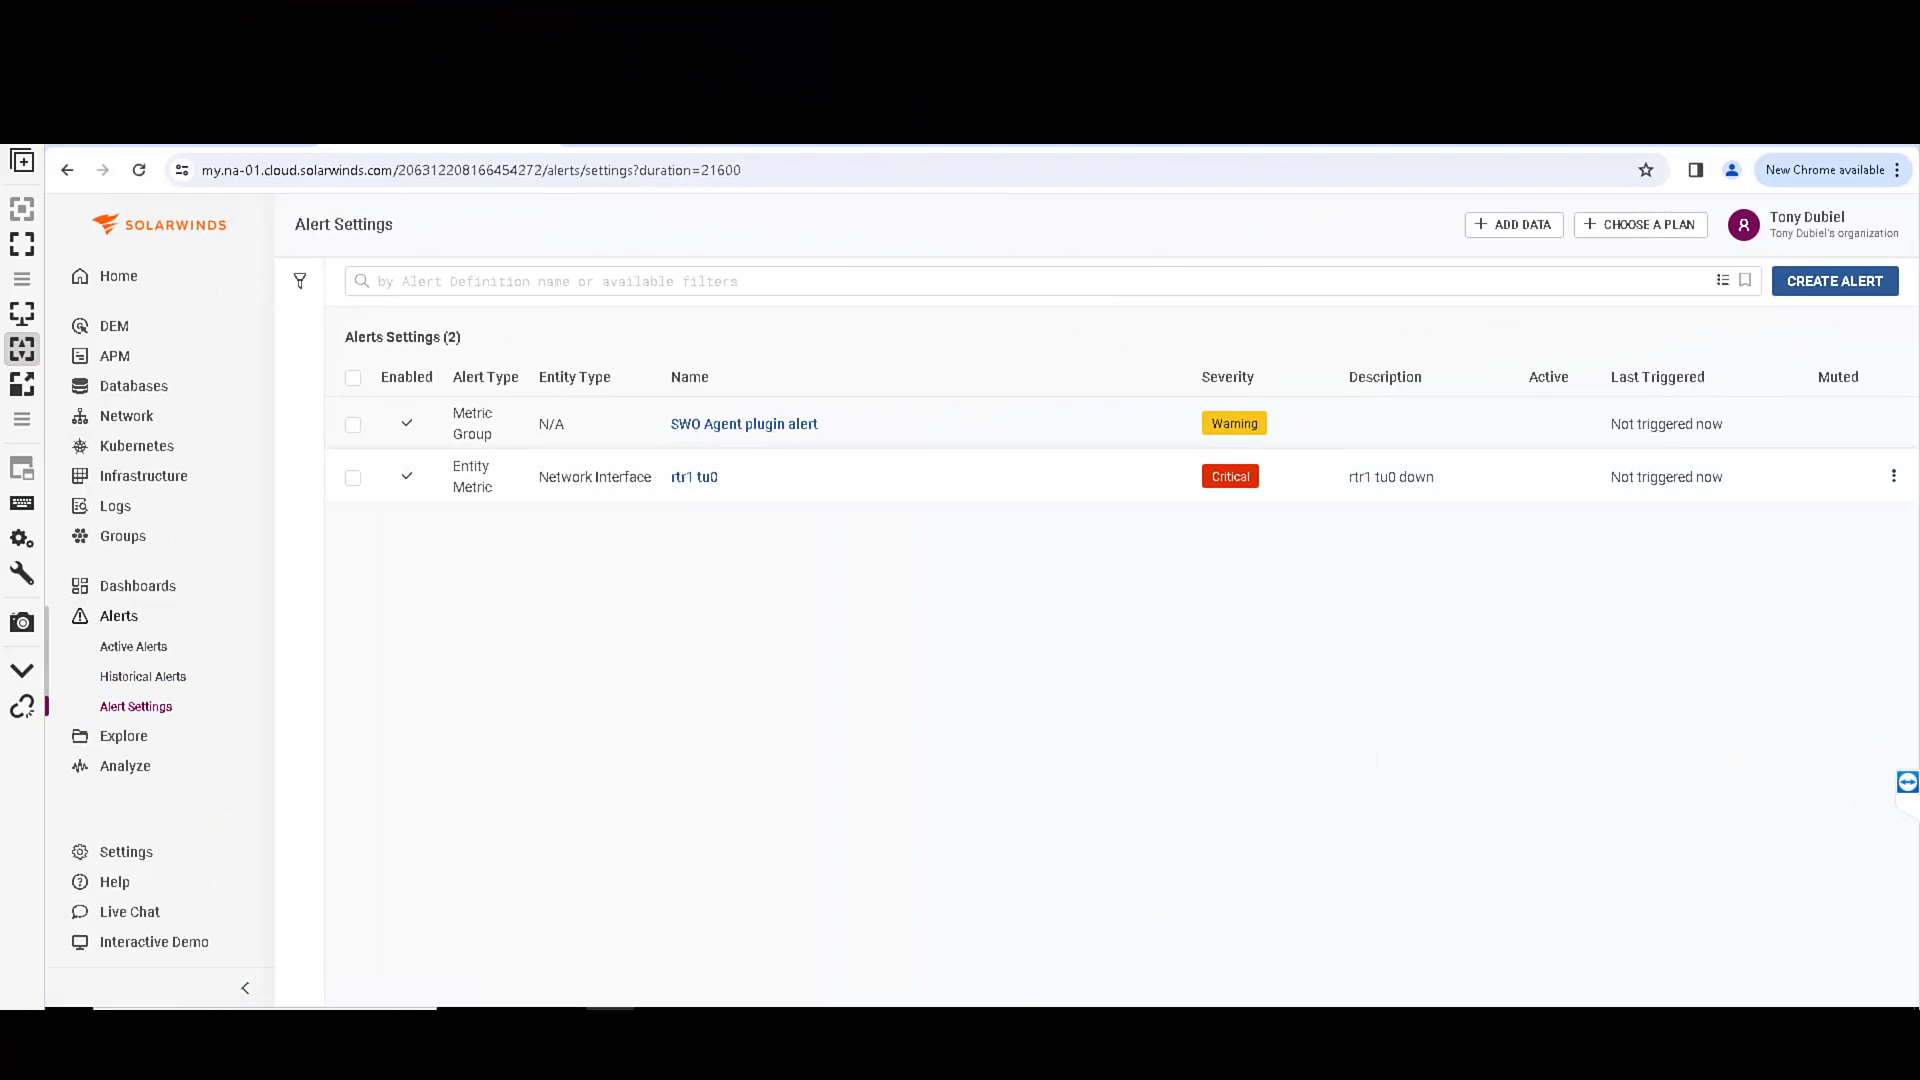 my.na-01.cloud.solarwinds.com/206312208166454272/alerts/settings?duration=21600
New Chrome available
SOLARWINDS
Alert Settings
ADD DATA
CHOOSE A PLAN
Tony Dubiel
Tony Dubiel's organization
Home
by Alert Definition name or available filters
CREATE ALERT
DEM
APM
Databases
Network
Kubernetes
Infrastructure
Logs
Groups
Dashboards
Alerts
Active Alerts
Historical Alerts
Alert Settings
Explore
Analyze
Settings
Help
Live Chat
Interactive Demo
Alerts Settings (2)
Enabled Alert Type Entity Type Name Severity Description Active Last Triggered Muted
Metric Group N/A SWO Agent plugin alert Warning Not triggered now
Entity Metric Network Interface rtr1 tu0 Critical rtr1 tu0 down Not triggered now